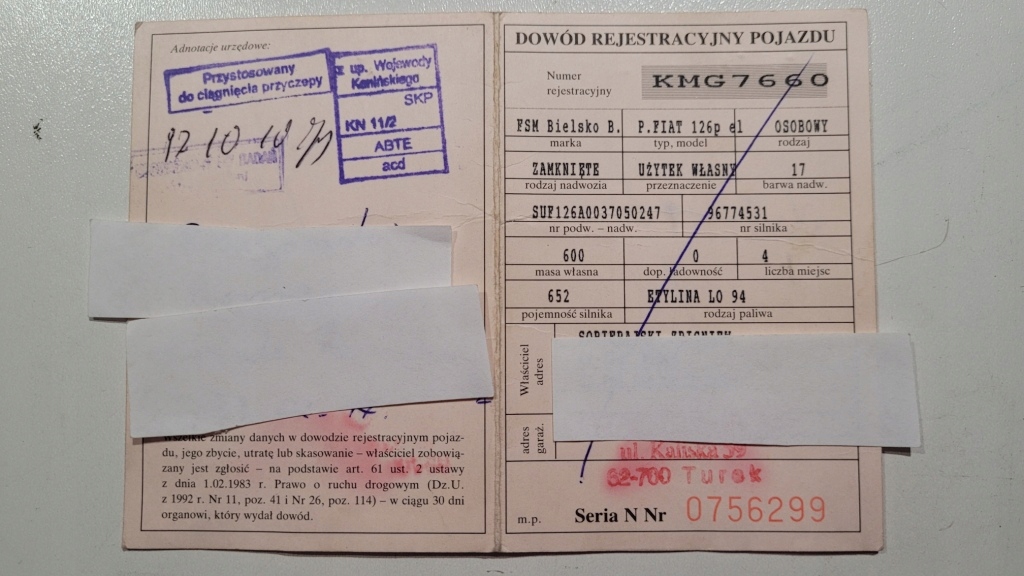 Adnotacje urzędowe:
Przystosowany
do ciągnięcia przyczepy
z up. Wojewody
Konińskiego
SKP
KN 11/2
ABTE
acd
97 10 10
Wszelkie zmiany danych w dowodzie rejestracyjnym pojaz-
du, jego zbycie, utratę lub skasowanie – właściciel zobowią-
zany jest zgłosić – na podstawie art. 61 ust. 2 ustawy
z dnia 1.02.1983 r. Prawo o ruchu drogowym (Dz.U.
z 1992 r. Nr 11, poz. 41 i Nr 26, poz. 114) – w ciągu 30 dni
organowi, który wydał dowód.
DOWÓD REJESTRACYJNY POJAZDU
Numer
rejestracyjny
KMG7660
FSM Bielsko B. P.FIAT 126p el OSOBOWY
marka typ, model rodzaj
ZAMKNIĘTE UŻYTEK WŁASNY 17
rodzaj nadwozia przeznaczenie barwa nadw.
SUF126A0037050247 96774531
nr podw. – nadw. nr silnika
600 0 4
masa własna dop. ładowność liczba miejsc
652 ETYLINA LO 94
pojemność silnika rodzaj paliwa
Właściciel
adres
adres
garaż.
ul. Kaliska 59
62-700 Turek
m.p. Seria N Nr 0756299